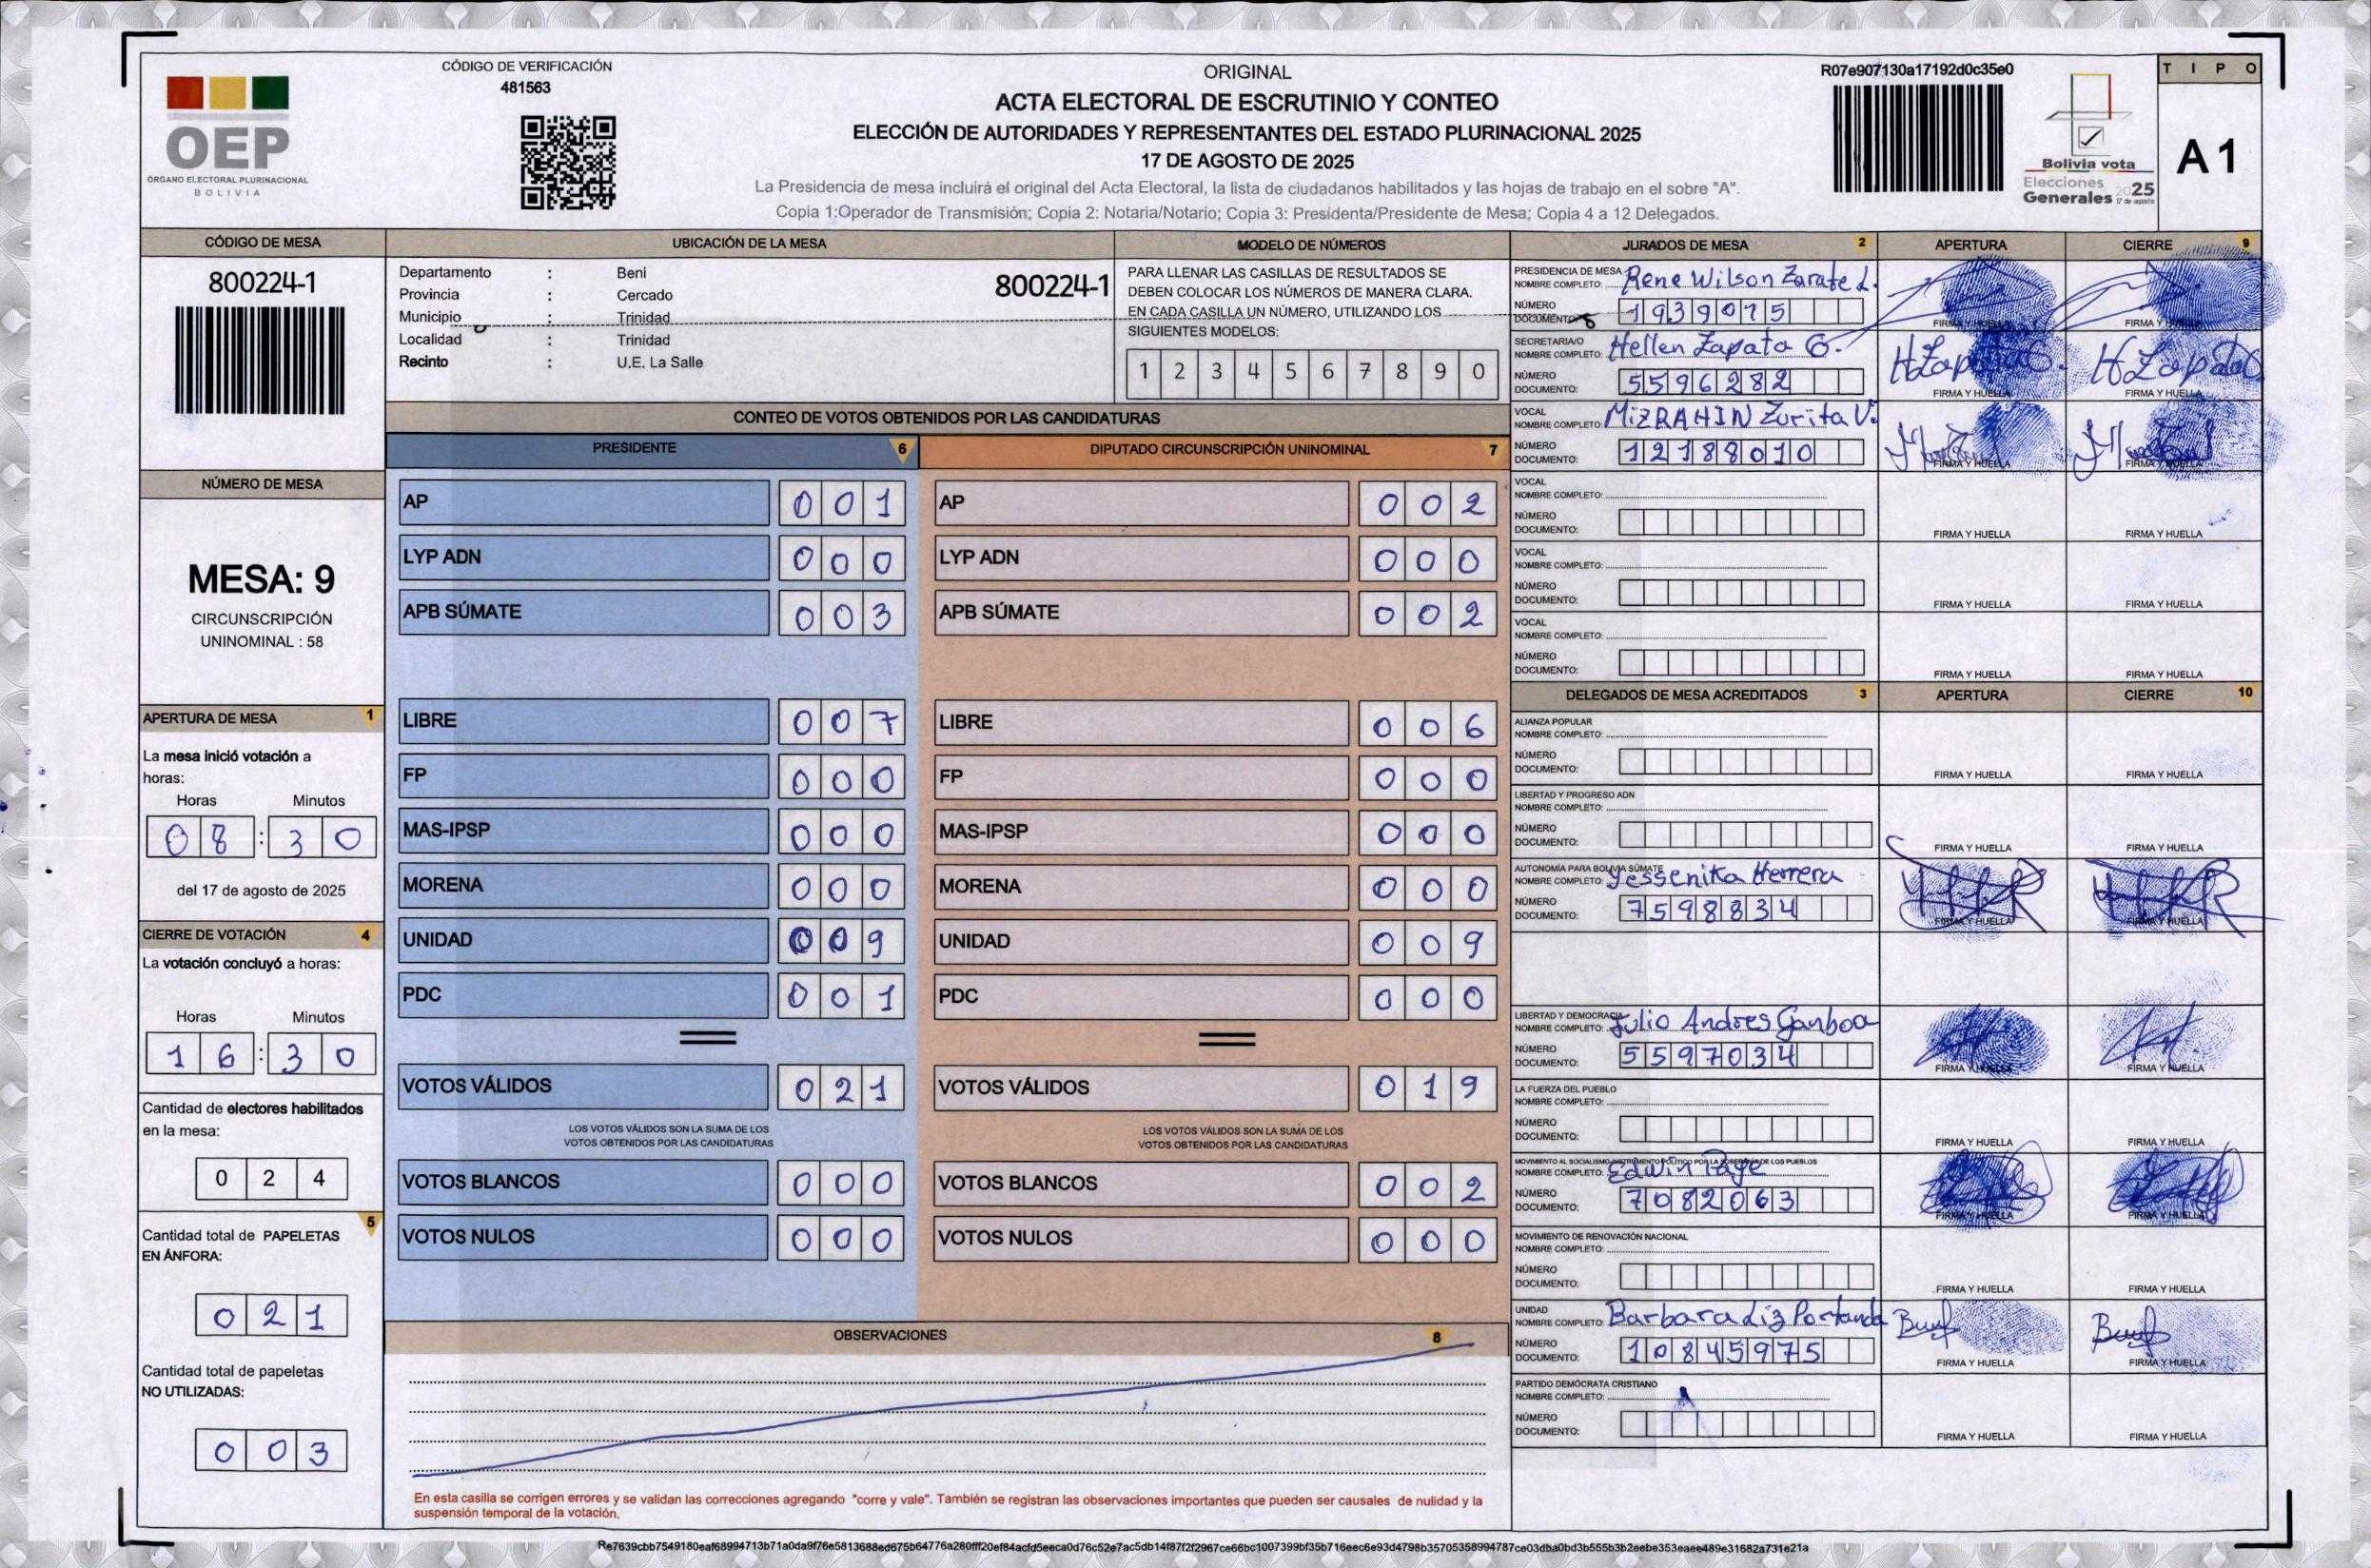 CÓDIGO DE VERIFICACIÓN
481563
OEP
ÓRGANO ELECTORAL PLURINACIONAL
BOLIVIA
ORIGINAL
ACTA ELECTORAL DE ESCRUTINIO Y CONTEO
ELECCIÓN DE AUTORIDADES Y REPRESENTANTES DEL ESTADO PLURINACIONAL 2025
17 DE AGOSTO DE 2025
La Presidencia de mesa incluirá el original del Acta Electoral, la lista de ciudadanos habilitados y las hojas de trabajo en el sobre "A".
Copia 1:Operador de Transmisión; Copia 2: Notaria/Notario; Copia 3: Presidenta/Presidente de Mesa; Copia 4 a 12 Delegados.
R07e907130a17192d0c35e0
Bolivia vota
Elecciones
Generales 2025
17 de agosto
TIPO
A1
CÓDIGO DE MESA
800224-1
NÚMERO DE MESA
MESA: 9
CIRCUNSCRIPCIÓN
UNINOMINAL : 58
APERTURA DE MESA 1
La mesa inició votación a
horas:
Horas Minutos
08 : 30
del 17 de agosto de 2025
CIERRE DE VOTACIÓN 4
La votación concluyó a horas:
Horas Minutos
16 : 30
Cantidad de electores habilitados
en la mesa:
024
5
Cantidad total de PAPELETAS
EN ÁNFORA:
021
Cantidad total de papeletas
NO UTILIZADAS:
003
UBICACIÓN DE LA MESA
Departamento : Beni
800224-1
Provincia : Cercado
Municipio : Trinidad
Localidad : Trinidad
Recinto : U.E. La Salle
MODELO DE NÚMEROS
PARA LLENAR LAS CASILLAS DE RESULTADOS SE
DEBEN COLOCAR LOS NÚMEROS DE MANERA CLARA.
EN CADA CASILLA UN NÚMERO, UTILIZANDO LOS
SIGUIENTES MODELOS:
1 2 3 4 5 6 7 8 9 0
CONTEO DE VOTOS OBTENIDOS POR LAS CANDIDATURAS
PRESIDENTE 6
AP 001
LYP ADN 000
APB SÚMATE 003
LIBRE 007
FP 000
MAS-IPSP 000
MORENA 000
UNIDAD 009
PDC 001
VOTOS VÁLIDOS 021
LOS VOTOS VÁLIDOS SON LA SUMA DE LOS
VOTOS OBTENIDOS POR LAS CANDIDATURAS
VOTOS BLANCOS 000
VOTOS NULOS 000
DIPUTADO CIRCUNSCRIPCIÓN UNINOMINAL 7
AP 002
LYP ADN 000
APB SÚMATE 002
LIBRE 006
FP 000
MAS-IPSP 000
MORENA 000
UNIDAD 009
PDC 000
VOTOS VÁLIDOS 019
LOS VOTOS VÁLIDOS SON LA SUMA DE LOS
VOTOS OBTENIDOS POR LAS CANDIDATURAS
VOTOS BLANCOS 002
VOTOS NULOS 000
OBSERVACIONES 8
En esta casilla se corrigen errores y se validan las correcciones agregando "corre y vale". También se registran las observaciones importantes que pueden ser causales de nulidad y la
suspensión temporal de la votación.
JURADOS DE MESA 2 APERTURA CIERRE 9
PRESIDENCIA DE MESA
NOMBRE COMPLETO: Rene Wilson Zarate L.
NÚMERO
DOCUMENTO: 1939075
FIRMA Y HUELLA FIRMA Y HUELLA
SECRETARIA/O
NOMBRE COMPLETO: Hellen Zapata G.
NÚMERO
DOCUMENTO: 5596282
FIRMA Y HUELLA FIRMA Y HUELLA
VOCAL
NOMBRE COMPLETO: MiZRAHIN Zurita V.
NÚMERO
DOCUMENTO: 12188010
FIRMA Y HUELLA FIRMA Y HUELLA
VOCAL
NOMBRE COMPLETO:
NÚMERO
DOCUMENTO:
FIRMA Y HUELLA FIRMA Y HUELLA
VOCAL
NOMBRE COMPLETO:
NÚMERO
DOCUMENTO:
FIRMA Y HUELLA FIRMA Y HUELLA
VOCAL
NOMBRE COMPLETO:
NÚMERO
DOCUMENTO:
FIRMA Y HUELLA FIRMA Y HUELLA
DELEGADOS DE MESA ACREDITADOS 3 APERTURA CIERRE 10
ALIANZA POPULAR
NOMBRE COMPLETO:
NÚMERO
DOCUMENTO:
FIRMA Y HUELLA FIRMA Y HUELLA
LIBERTAD Y PROGRESO ADN
NOMBRE COMPLETO:
NÚMERO
DOCUMENTO:
FIRMA Y HUELLA FIRMA Y HUELLA
AUTONOMÍA PARA BOLIVIA SÚMATE
NOMBRE COMPLETO: Yessenika Herrera
NÚMERO
DOCUMENTO: 7598834
FIRMA Y HUELLA FIRMA Y HUELLA
LIBERTAD Y DEMOCRACIA
NOMBRE COMPLETO: Julio Andres Ganboa
NÚMERO
DOCUMENTO: 5597034
FIRMA Y HUELLA FIRMA Y HUELLA
LA FUERZA DEL PUEBLO
NOMBRE COMPLETO:
NÚMERO
DOCUMENTO:
FIRMA Y HUELLA FIRMA Y HUELLA
MOVIMIENTO AL SOCIALISMO INSTRUMENTO POLÍTICO POR LA SOBERANÍA DE LOS PUEBLOS
NOMBRE COMPLETO: Edwin Paye
NÚMERO
DOCUMENTO: 7082063
FIRMA Y HUELLA FIRMA Y HUELLA
MOVIMIENTO DE RENOVACIÓN NACIONAL
NOMBRE COMPLETO:
NÚMERO
DOCUMENTO:
FIRMA Y HUELLA FIRMA Y HUELLA
UNIDAD
NOMBRE COMPLETO: Barbara Liz Portando
NÚMERO
DOCUMENTO: 10845975
FIRMA Y HUELLA FIRMA Y HUELLA
PARTIDO DEMÓCRATA CRISTIANO
NOMBRE COMPLETO:
NÚMERO
DOCUMENTO:
FIRMA Y HUELLA FIRMA Y HUELLA